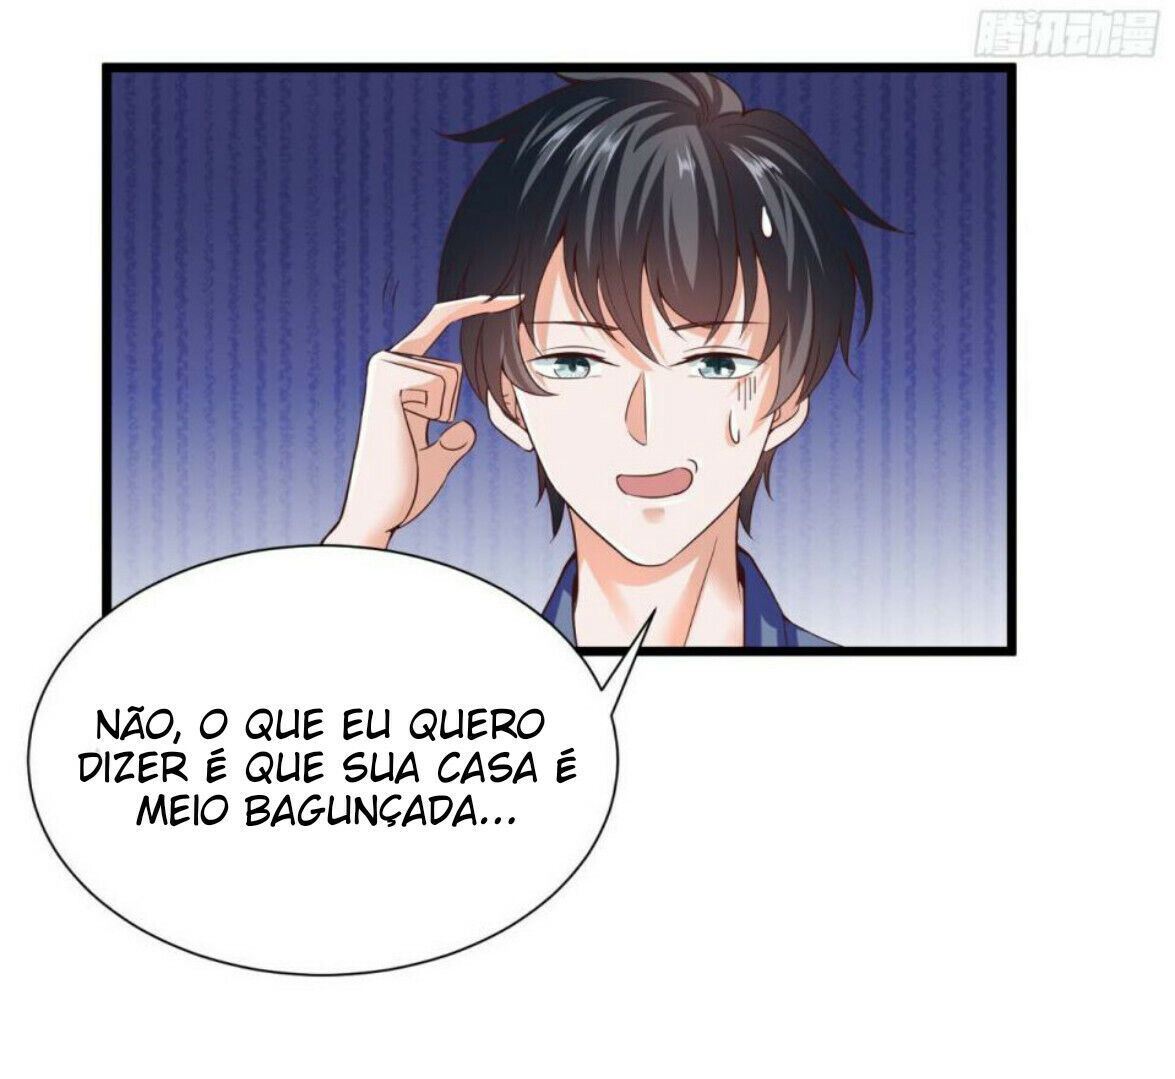 腾讯动漫
NÃO, O QUE EU QUERO
DIZER É QUE SUA CASA É
MEIO BAGUNÇADA...